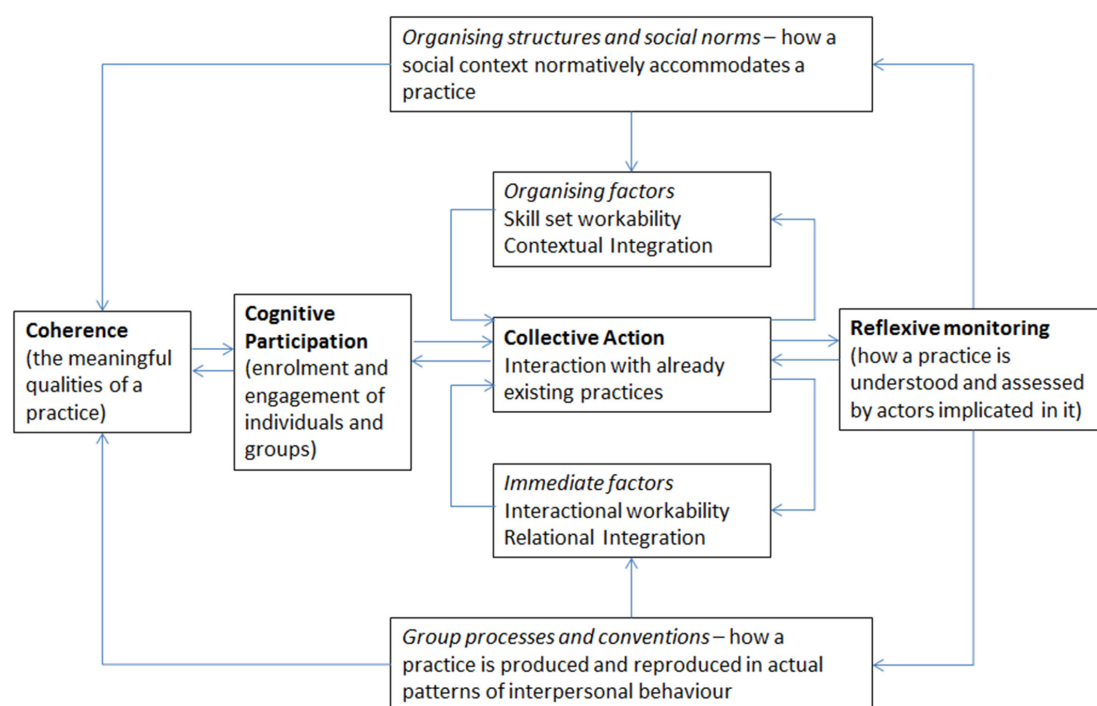 Organising structures and social norms – how a
social context normatively accommodates a
practice
Organising factors
Skill set workability
Contextual Integration
Coherence
(the meaningful
qualities of a
practice)
Cognitive
Participation
(enrolment and
engagement of
individuals and
groups)
Collective Action
Interaction with already
existing practices
Reflexive monitoring
(how a practice is
understood and assessed
by actors implicated in it)
Immediate factors
Interactional workability
Relational Integration
Group processes and conventions – how a
practice is produced and reproduced in actual
patterns of interpersonal behaviour